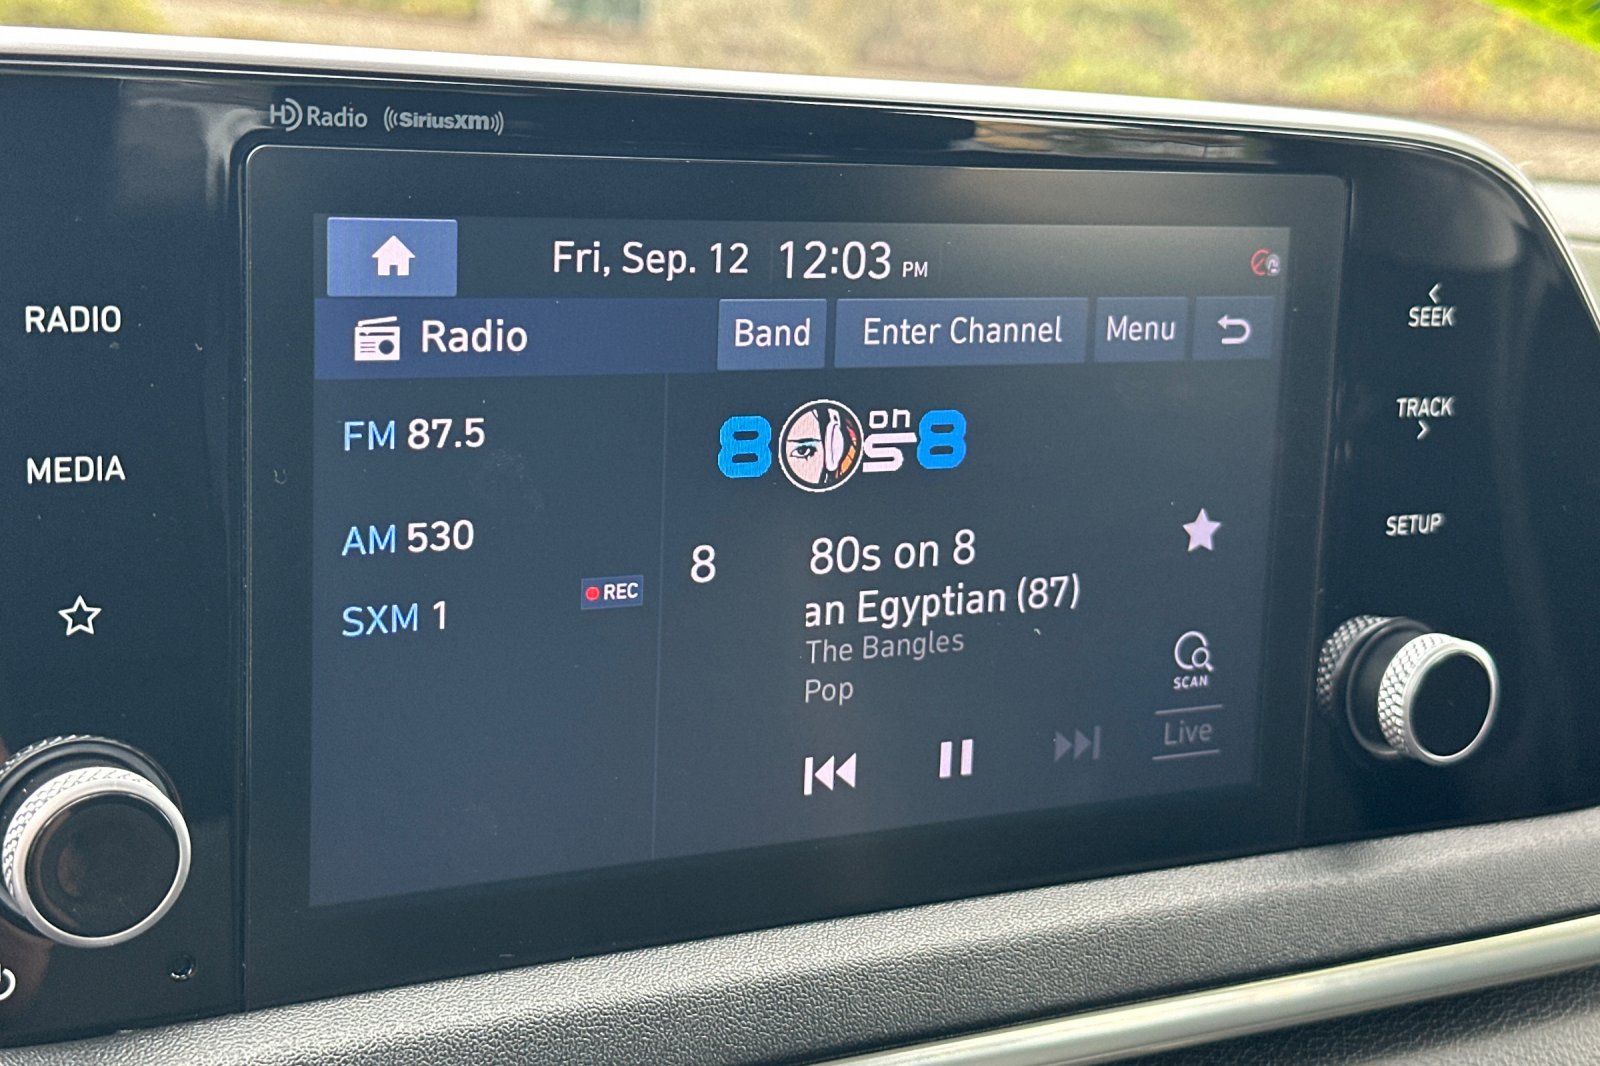 HD Radio ((SiriusXM))
Fri, Sep. 12 12:03 PM
RADIO
Radio
Band
Enter Channel
Menu
SEEK
TRACK
SETUP
MEDIA
FM 87.5
AM 530
SXM 1
REC
80s on 8
8
80s on 8
an Egyptian (87)
The Bangles
Pop
SCAN
Live